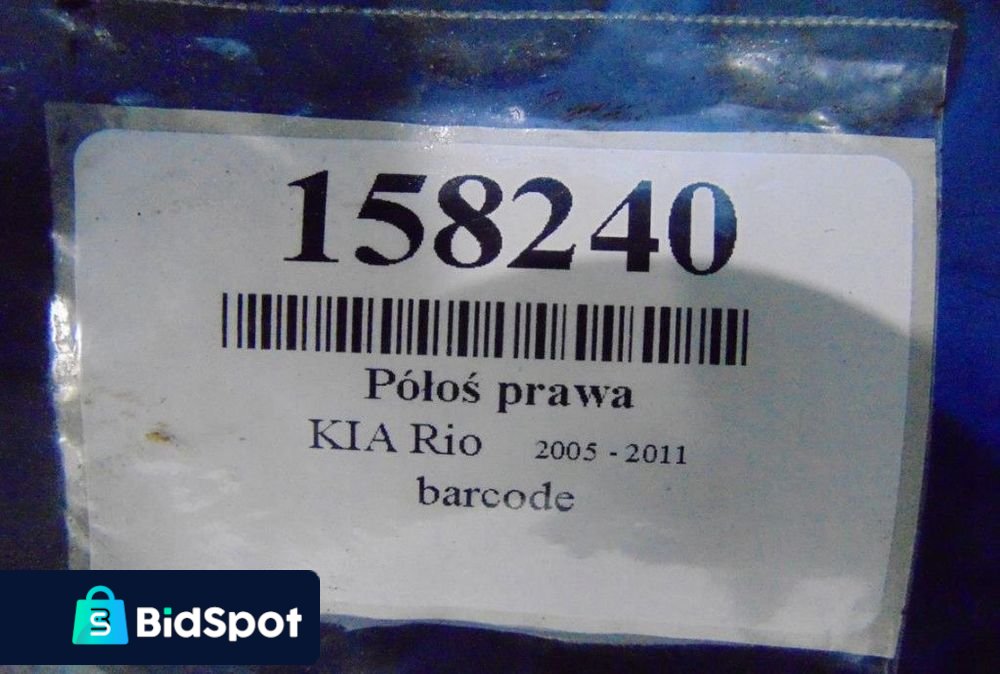 158240
Półoś prawa
KIA Rio 2005 - 2011
barcode
BidSpot